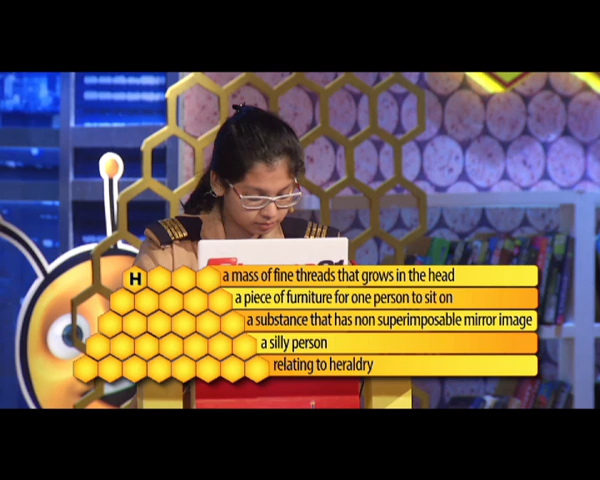 H a mass of fine threads that grows in the head
a piece of furniture for one person to sit on
a substance that has non superimposable mirror image
a silly person
relating to heraldry